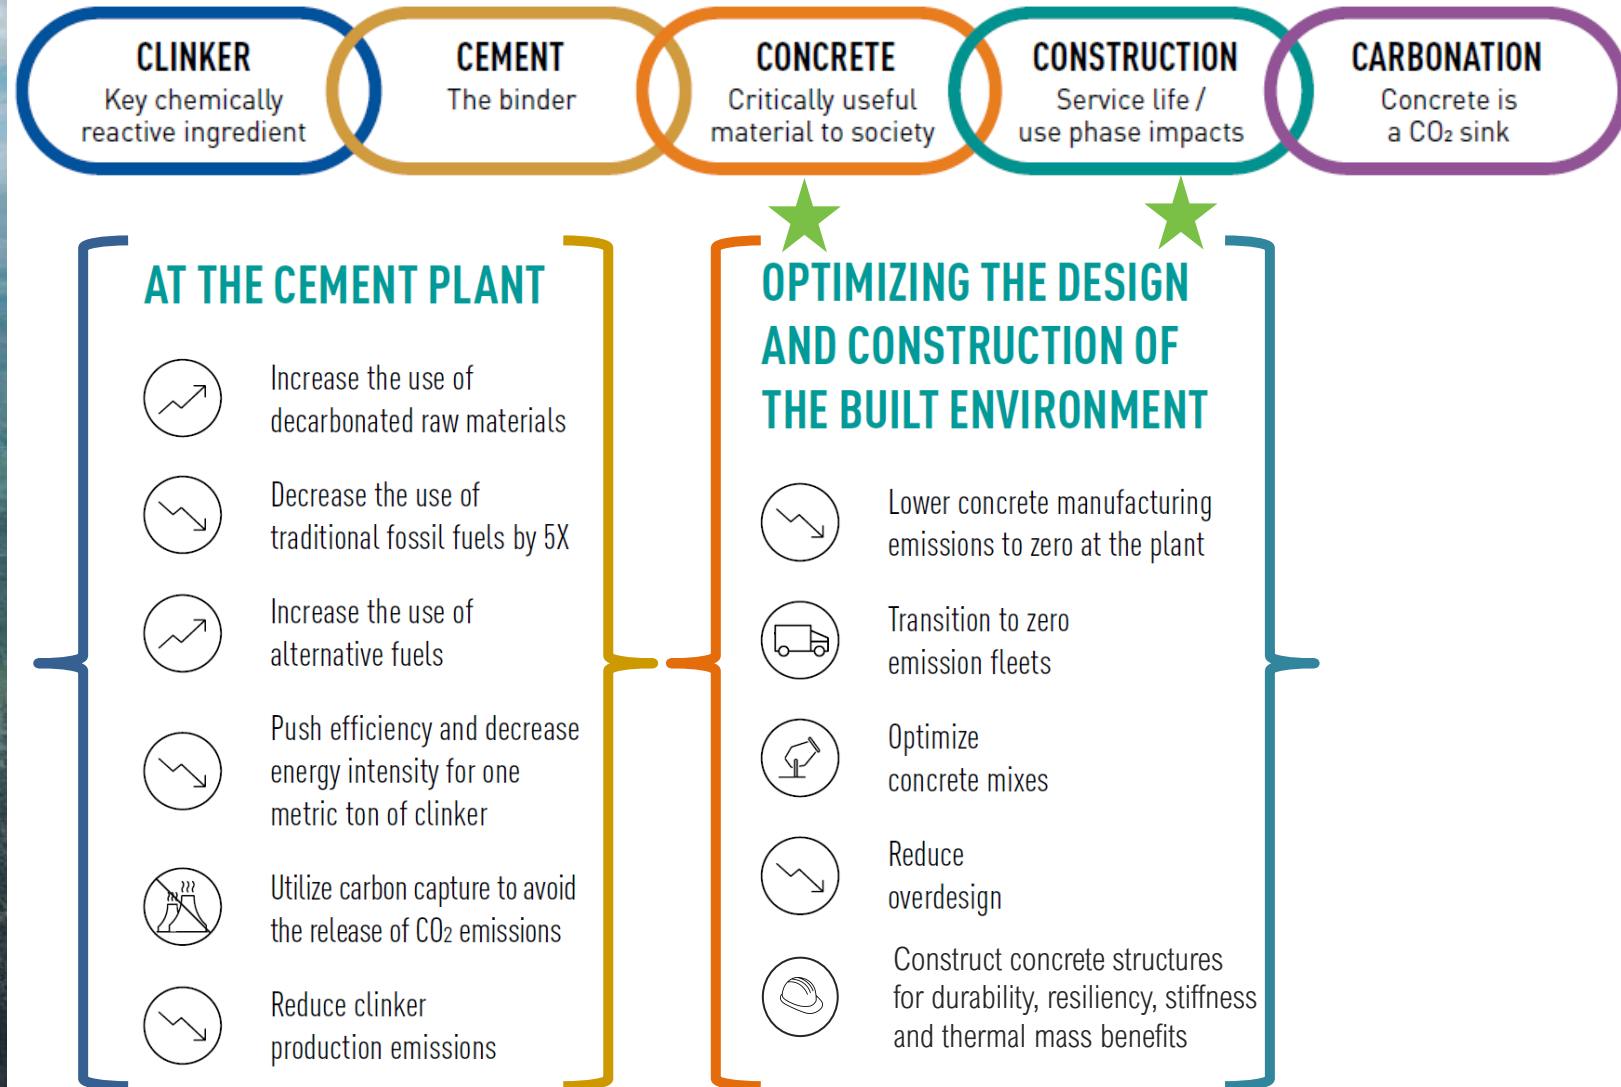 CLINKER
Key chemically
reactive ingredient
CEMENT
The binder
CONCRETE
Critically useful
material to society
CONSTRUCTION
Service life /
use phase impacts
CARBONATION
Concrete is
a CO₂ sink
AT THE CEMENT PLANT
Increase the use of
decarbonated raw materials
Decrease the use of
traditional fossil fuels by 5X
Increase the use of
alternative fuels
Push efficiency and decrease
energy intensity for one
metric ton of clinker
Utilize carbon capture to avoid
the release of CO₂ emissions
Reduce clinker
production emissions
OPTIMIZING THE DESIGN
AND CONSTRUCTION OF
THE BUILT ENVIRONMENT
Lower concrete manufacturing
emissions to zero at the plant
Transition to zero
emission fleets
Optimize
concrete mixes
Reduce
overdesign
Construct concrete structures
for durability, resiliency, stiffness
and thermal mass benefits